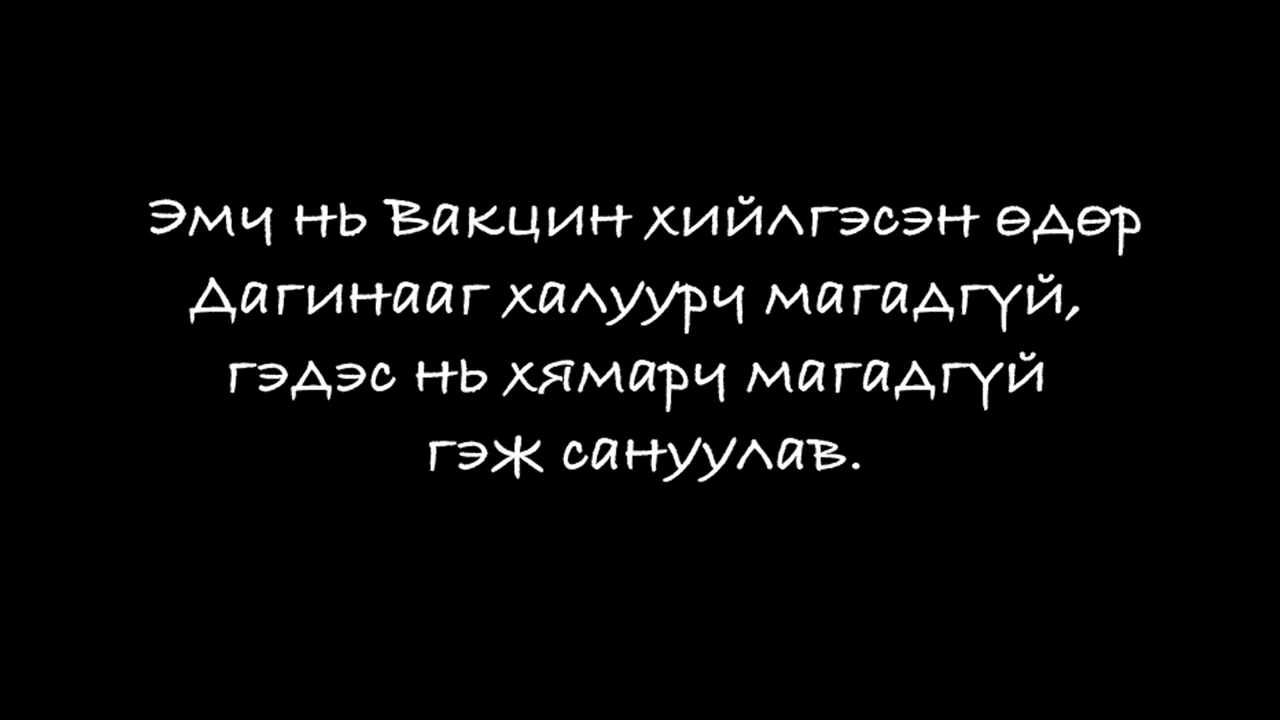 Эмч нь Вакцин хийлгэсэн өдөр
Дагинааг халуурч магадгүй,
гэдэс нь хямарч магадгүй
гэж сануулав.